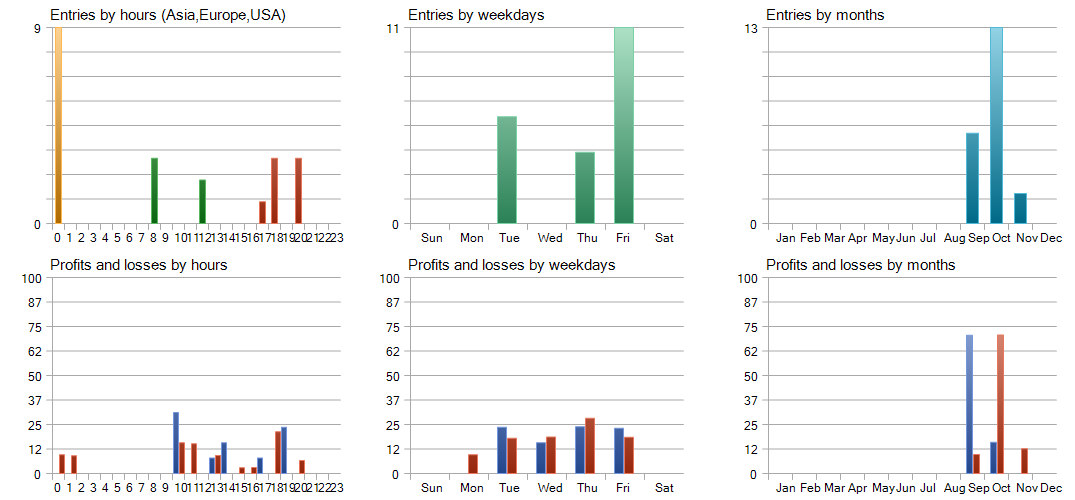 Entries by hours (Asia,Europe,USA)
9
0
0 1 2 3 4 5 6 7 8 9 10 11 12 13 14 15 16 17 18 19 20 21 22 23
Entries by weekdays
11
0
Sun Mon Tue Wed Thu Fri Sat
Entries by months
13
0
Jan Feb Mar Apr May Jun Jul Aug Sep Oct Nov Dec
Profits and losses by hours
100
87
75
62
50
37
25
12
0
0 1 2 3 4 5 6 7 8 9 10 11 12 13 14 15 16 17 18 19 20 21 22 23
Profits and losses by weekdays
100
87
75
62
50
37
25
12
0
Sun Mon Tue Wed Thu Fri Sat
Profits and losses by months
100
87
75
62
50
37
25
12
0
Jan Feb Mar Apr May Jun Jul Aug Sep Oct Nov Dec